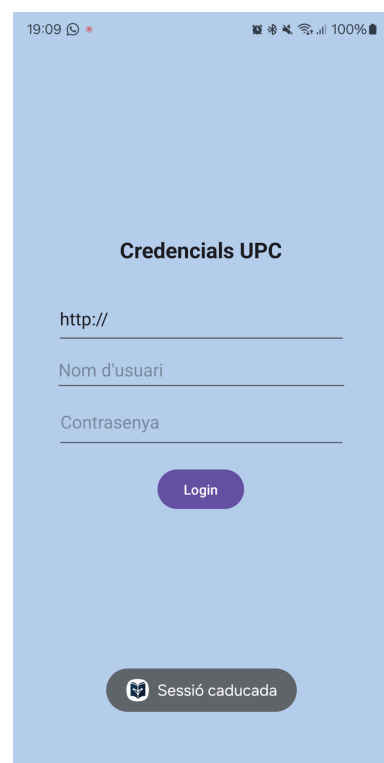 19:09 100%
Credencials UPC
http://
Nom d'usuari
Contrasenya
Login
Sessió caducada